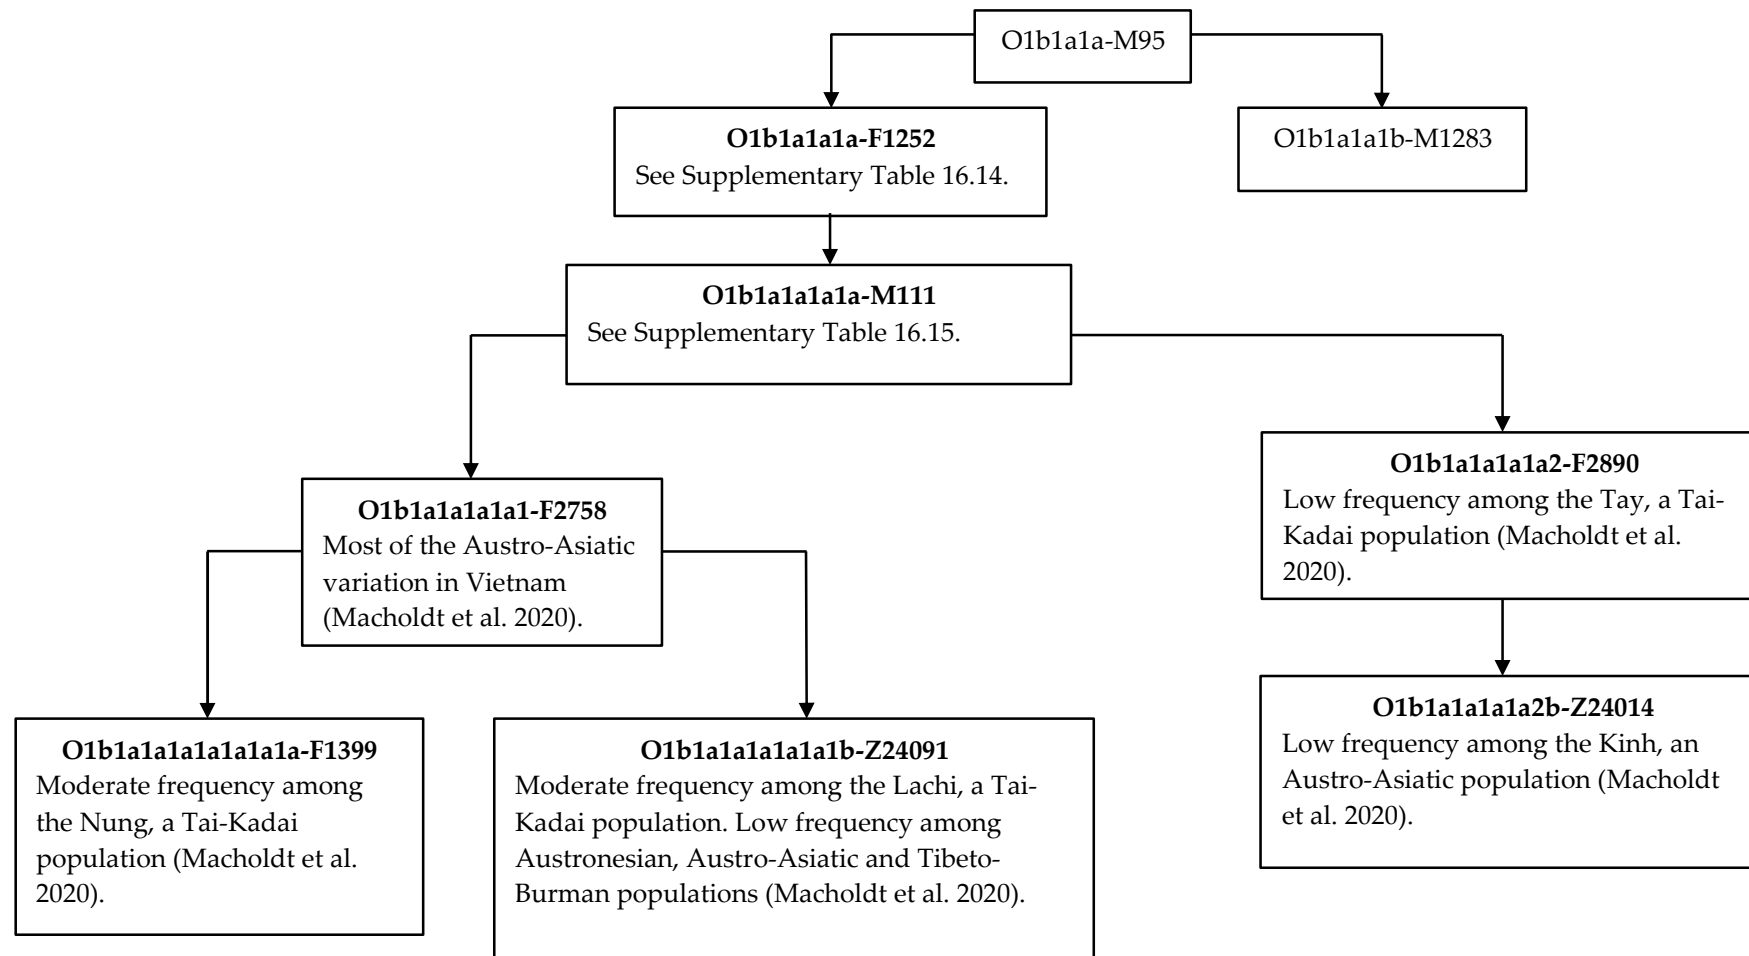 O1b1a1a-M95
O1b1a1a1a-F1252
See Supplementary Table 16.14.
O1b1a1a1b-M1283
O1b1a1a1a1a-M111
See Supplementary Table 16.15.
O1b1a1a1a1a1-F2758
Most of the Austro-Asiatic
variation in Vietnam
(Macholdt et al. 2020).
O1b1a1a1a1a2-F2890
Low frequency among the Tay, a Tai-
Kadai population (Macholdt et al.
2020).
O1b1a1a1a1a1a1a1a-F1399
Moderate frequency among
the Nung, a Tai-Kadai
population (Macholdt et al.
2020).
O1b1a1a1a1a1a1b-Z24091
Moderate frequency among the Lachi, a Tai-
Kadai population. Low frequency among
Austronesian, Austro-Asiatic and Tibeto-
Burman populations (Macholdt et al. 2020).
O1b1a1a1a1a2b-Z24014
Low frequency among the Kinh, an
Austro-Asiatic population (Macholdt
et al. 2020).